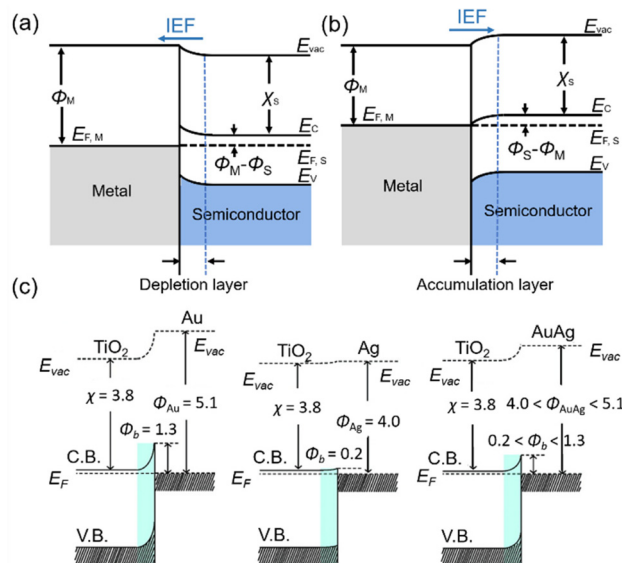 (a)
IEF
E_vac
Φ_M
χ_S
E_C
E_F, M
E_F, S
Φ_M-Φ_S
E_V
Metal
Semiconductor
Depletion layer
(b)
IEF
E_vac
Φ_M
χ_S
E_C
E_F, M
E_F, S
Φ_S-Φ_M
E_V
Metal
Semiconductor
Accumulation layer
(c)
Au
TiO₂
E_vac
E_vac
χ = 3.8
Φ_Au = 5.1
Φ_b = 1.3
C.B.
E_F
V.B.
TiO₂
Ag
E_vac
E_vac
χ = 3.8
Φ_Ag = 4.0
Φ_b = 0.2
C.B.
E_F
V.B.
AuAg
TiO₂
E_vac
E_vac
χ = 3.8
4.0 < Φ_AuAg < 5.1
0.2 < Φ_b < 1.3
C.B.
E_F
V.B.